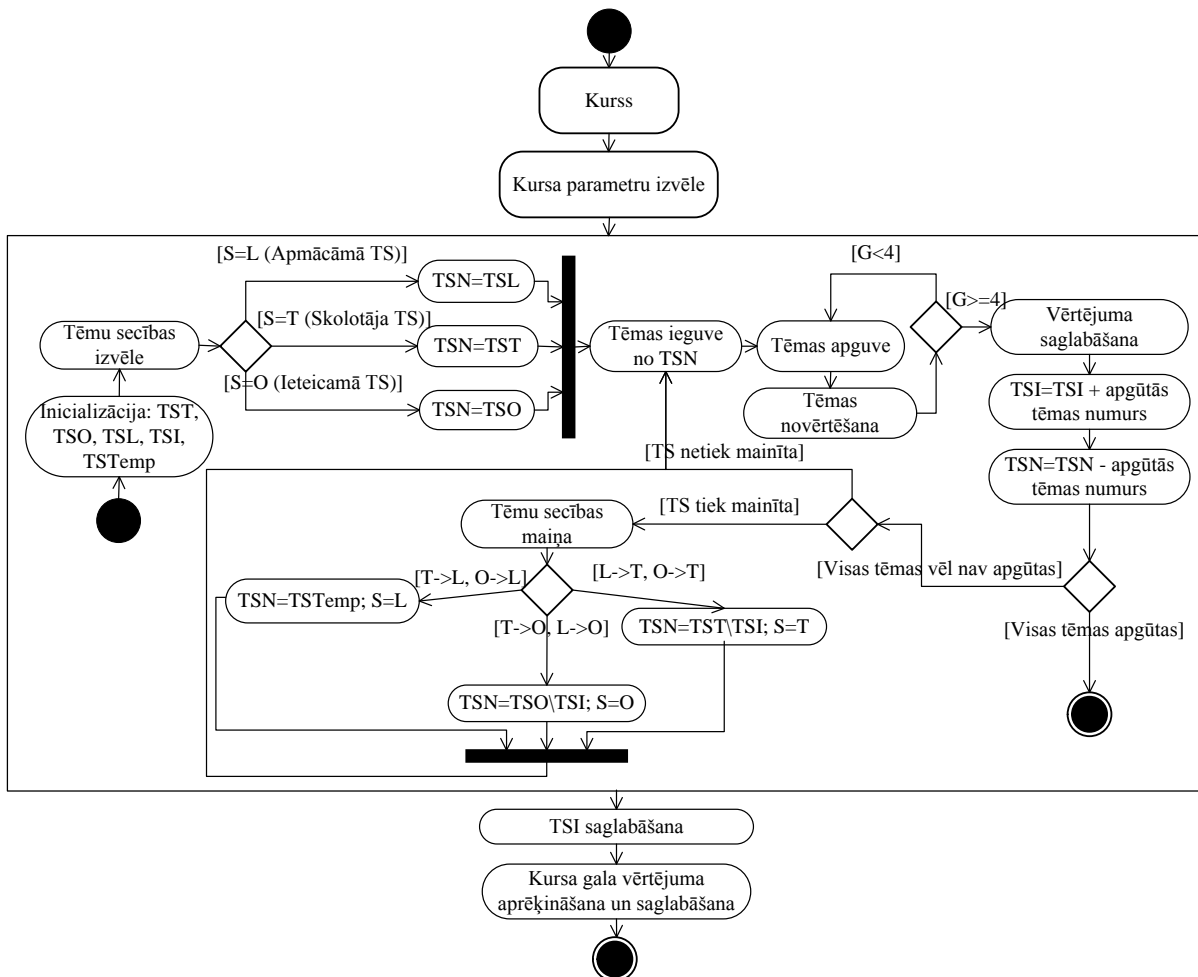 Kurss
Kursa parametru izvēle
[S=L (Apmācāmā TS)]
[G<4]
TSN=TSL
[G>=4]
[S=T (Skolotāja TS)]
Tēmu secības
izvēle
TSN=TST
Tēmas ieguve
no TSN
Tēmas apguve
Vērtējuma
saglabāšana
[S=O (Ieteicamā TS)]
TSN=TSO
Inicializācija: TST,
TSO, TSL, TSI,
TSTemp
Tēmas
novērtēšana
TSI=TSI + apgūtās
tēmas numurs
[TS netiek mainīta]
TSN=TSN - apgūtās
tēmas numurs
Tēmu secības
maiņa
[TS tiek mainīta]
[Visas tēmas vēl nav apgūtas]
[T->L, O->L]
[L->T, O->T]
TSN=TSTemp; S=L
[T->O, L->O]
TSN=TST\TSI; S=T
[Visas tēmas apgūtas]
TSN=TSO\TSI; S=O
TSI saglabāšana
Kursa gala vērtējuma
aprēķināšana un saglabāšana